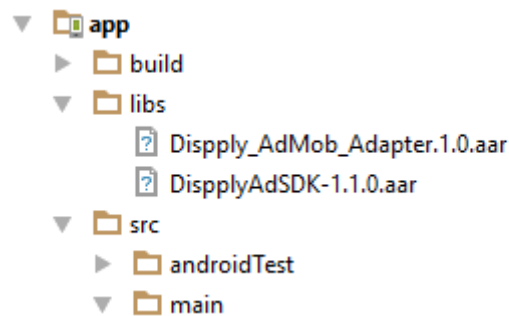 app
build
libs
Dispply_AdMob_Adapter.1.0.aar
DispplyAdSDK-1.1.0.aar
src
androidTest
main